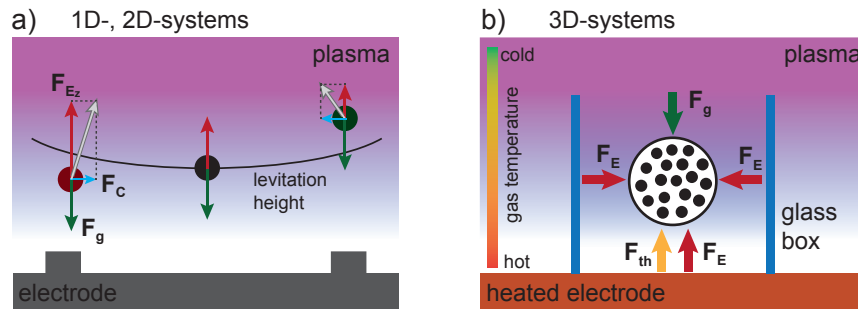 a) 1D-, 2D-systems
plasma
F_Ez
F_C
F_g
levitation
height
electrode
b) 3D-systems
cold
plasma
gas temperature
hot
F_g
F_E
F_E
F_th
F_E
glass
box
heated electrode